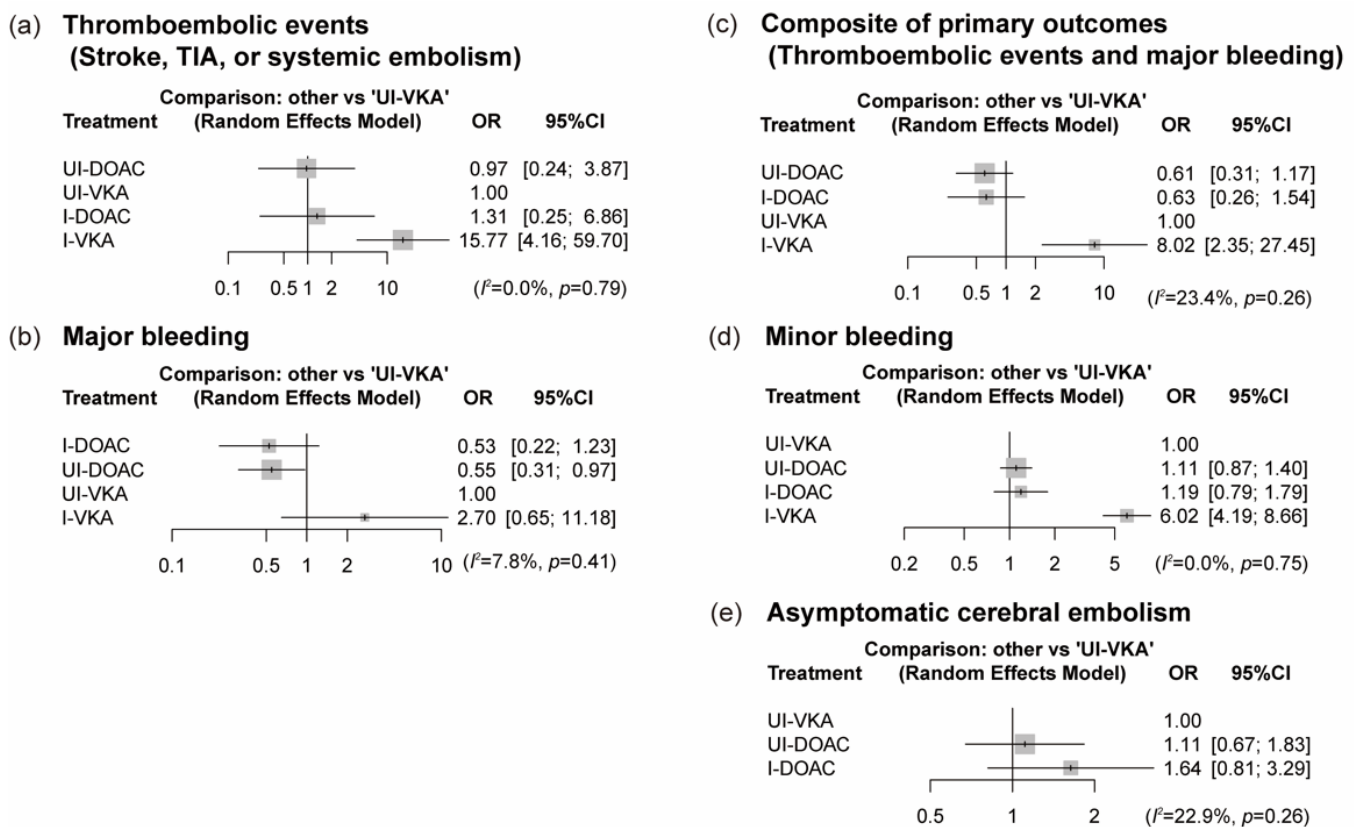 (a) Thromboembolic events
(Stroke, TIA, or systemic embolism)
Comparison: other vs 'UI-VKA'
Treatment (Random Effects Model) OR 95%CI
UI-DOAC 0.97 [0.24; 3.87]
UI-VKA 1.00
I-DOAC 1.31 [0.25; 6.86]
I-VKA 15.77 [4.16; 59.70]
0.1 0.5 1 2 10
(I²=0.0%, p=0.79)
(b) Major bleeding
Comparison: other vs 'UI-VKA'
Treatment (Random Effects Model) OR 95%CI
I-DOAC 0.53 [0.22; 1.23]
UI-DOAC 0.55 [0.31; 0.97]
UI-VKA 1.00
I-VKA 2.70 [0.65; 11.18]
0.1 0.5 1 2 10
(I²=7.8%, p=0.41)
(c) Composite of primary outcomes
(Thromboembolic events and major bleeding)
Comparison: other vs 'UI-VKA'
Treatment (Random Effects Model) OR 95%CI
UI-DOAC 0.61 [0.31; 1.17]
I-DOAC 0.63 [0.26; 1.54]
UI-VKA 1.00
I-VKA 8.02 [2.35; 27.45]
0.1 0.5 1 2 10
(I²=23.4%, p=0.26)
(d) Minor bleeding
Comparison: other vs 'UI-VKA'
Treatment (Random Effects Model) OR 95%CI
UI-VKA 1.00
UI-DOAC 1.11 [0.87; 1.40]
I-DOAC 1.19 [0.79; 1.79]
I-VKA 6.02 [4.19; 8.66]
0.2 0.5 1 2 5
(I²=0.0%, p=0.75)
(e) Asymptomatic cerebral embolism
Comparison: other vs 'UI-VKA'
Treatment (Random Effects Model) OR 95%CI
UI-VKA 1.00
UI-DOAC 1.11 [0.67; 1.83]
I-DOAC 1.64 [0.81; 3.29]
0.5 1 2
(I²=22.9%, p=0.26)